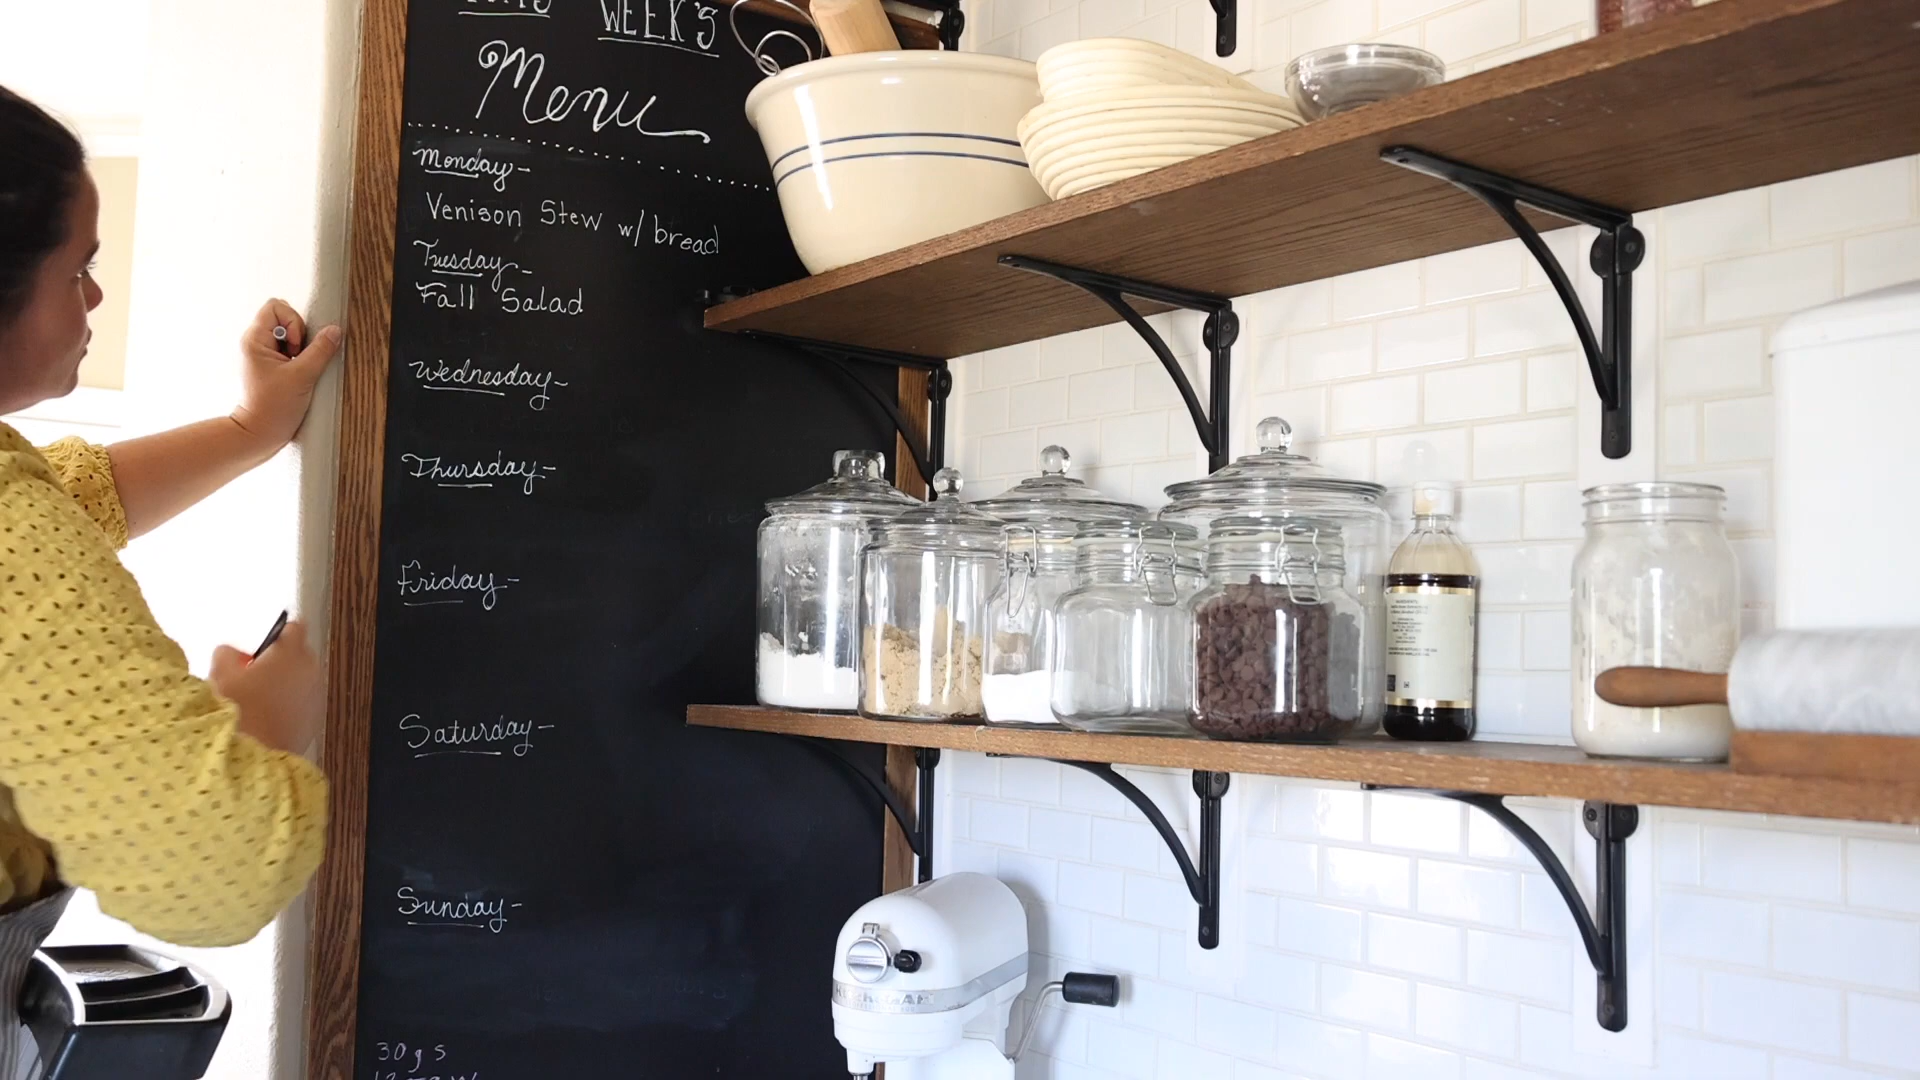 WEEK'S
Menu
Monday-
Venison Stew w/ bread
Tuesday-
Fall Salad
Wednesday-
Thursday-
Friday-
Saturday-
Sunday-
30g S